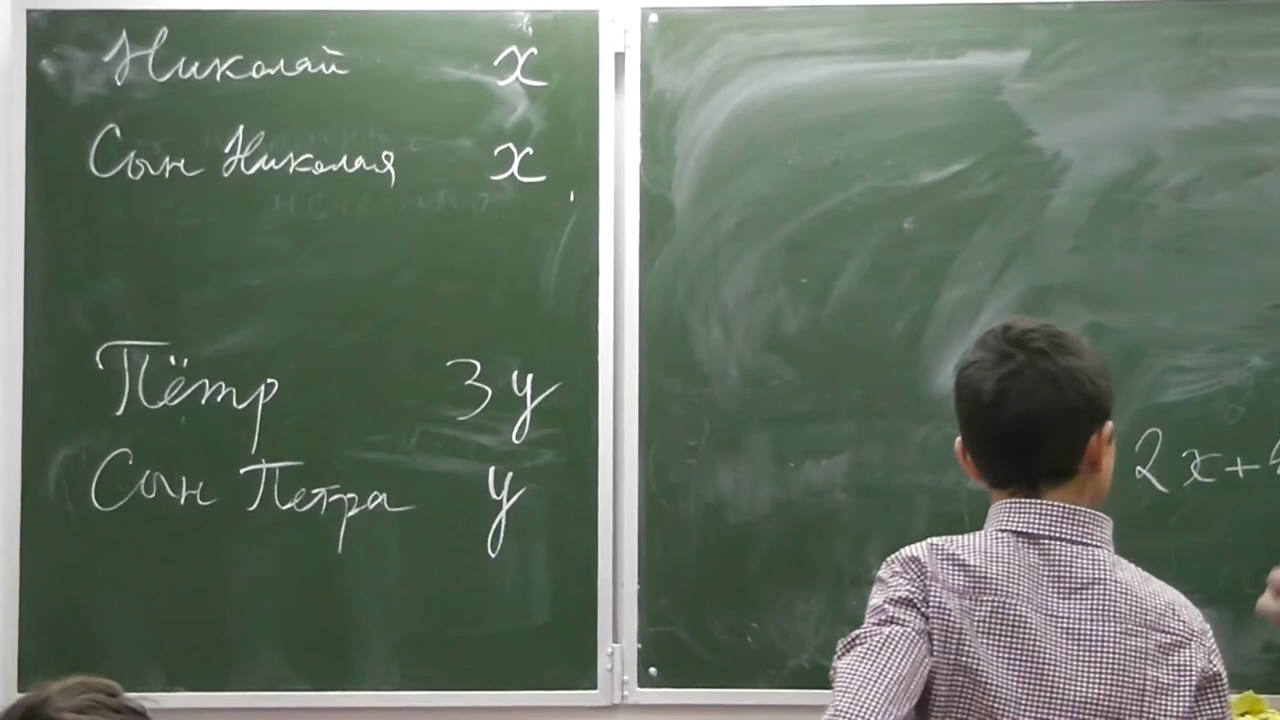 Николай x
Сын Николая x
Пётр 3y
Сын Петра y
2x+